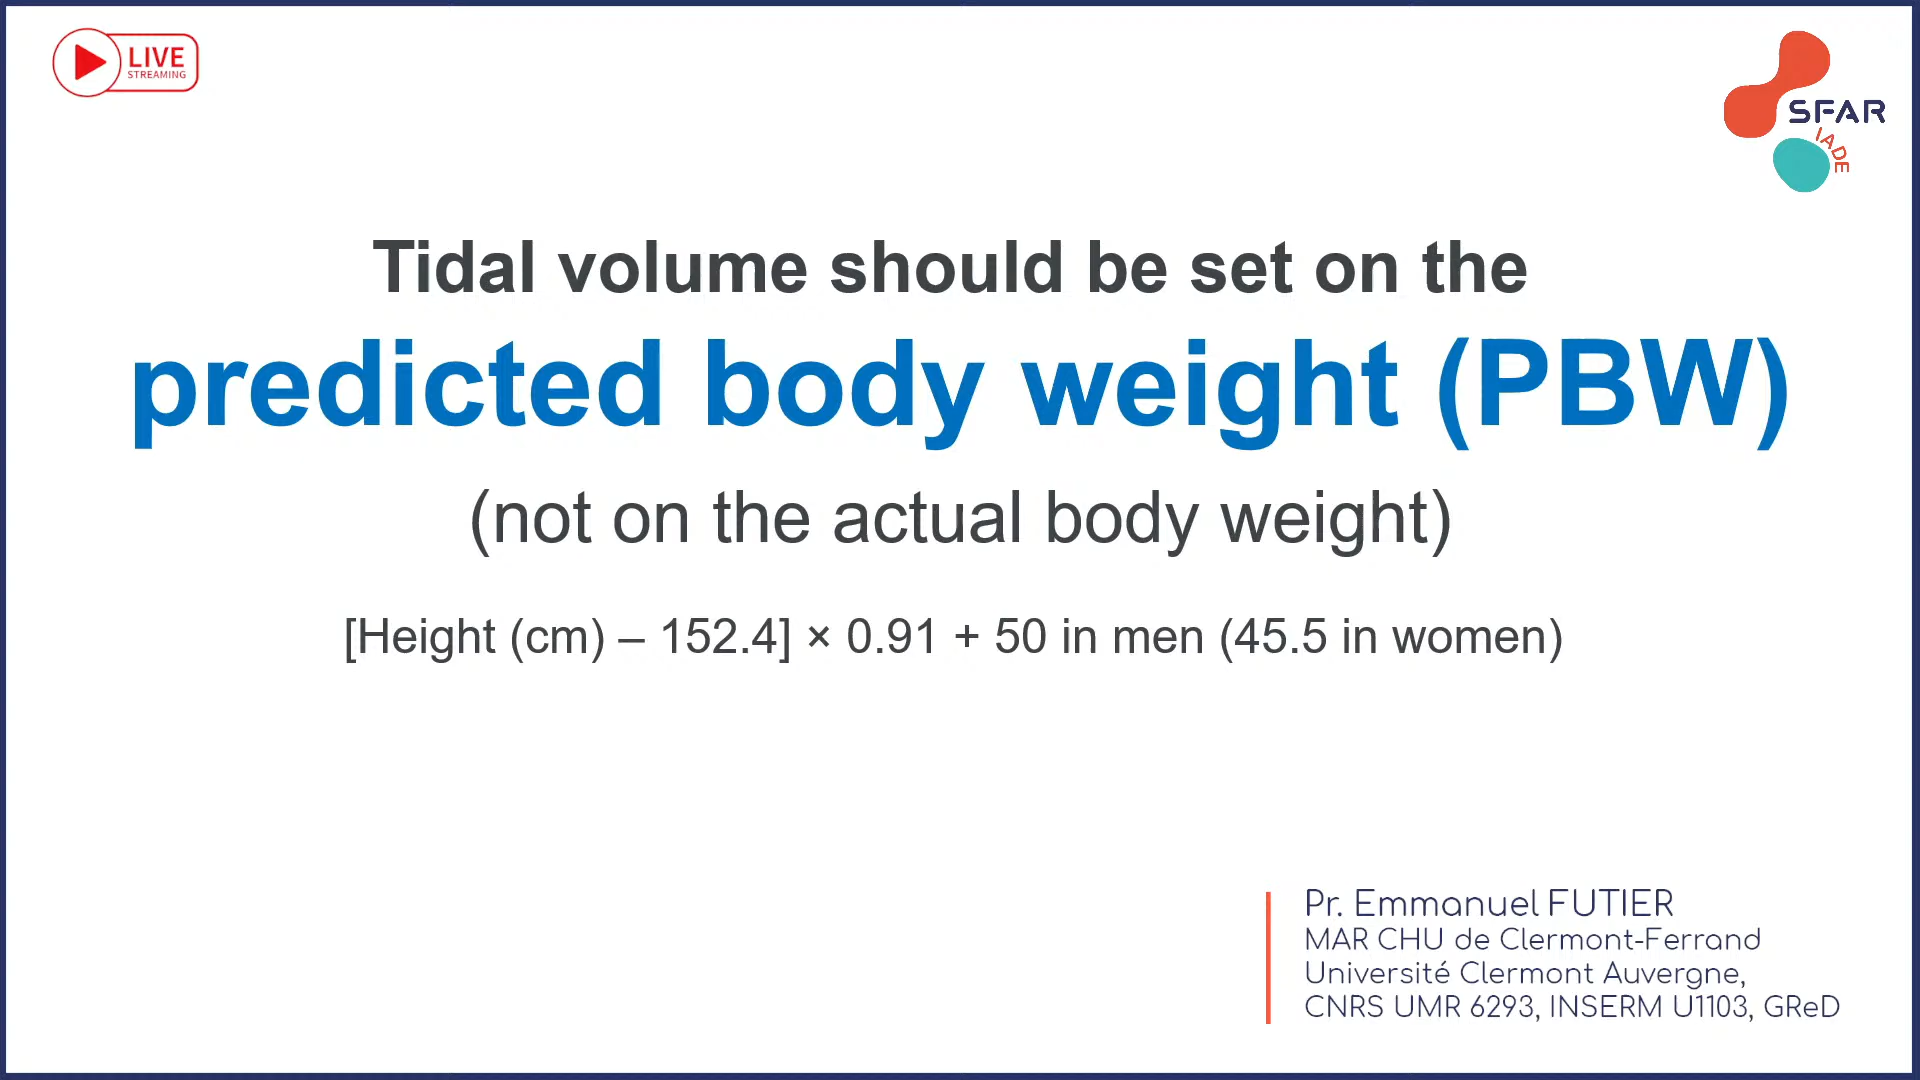 LIVE
STREAMING
SFAR
IADE
Tidal volume should be set on the
predicted body weight (PBW)
(not on the actual body weight)
[Height (cm) – 152.4] × 0.91 + 50 in men (45.5 in women)
Pr. Emmanuel FUTIER
MAR CHU de Clermont-Ferrand
Université Clermont Auvergne,
CNRS UMR 6293, INSERM U1103, GReD